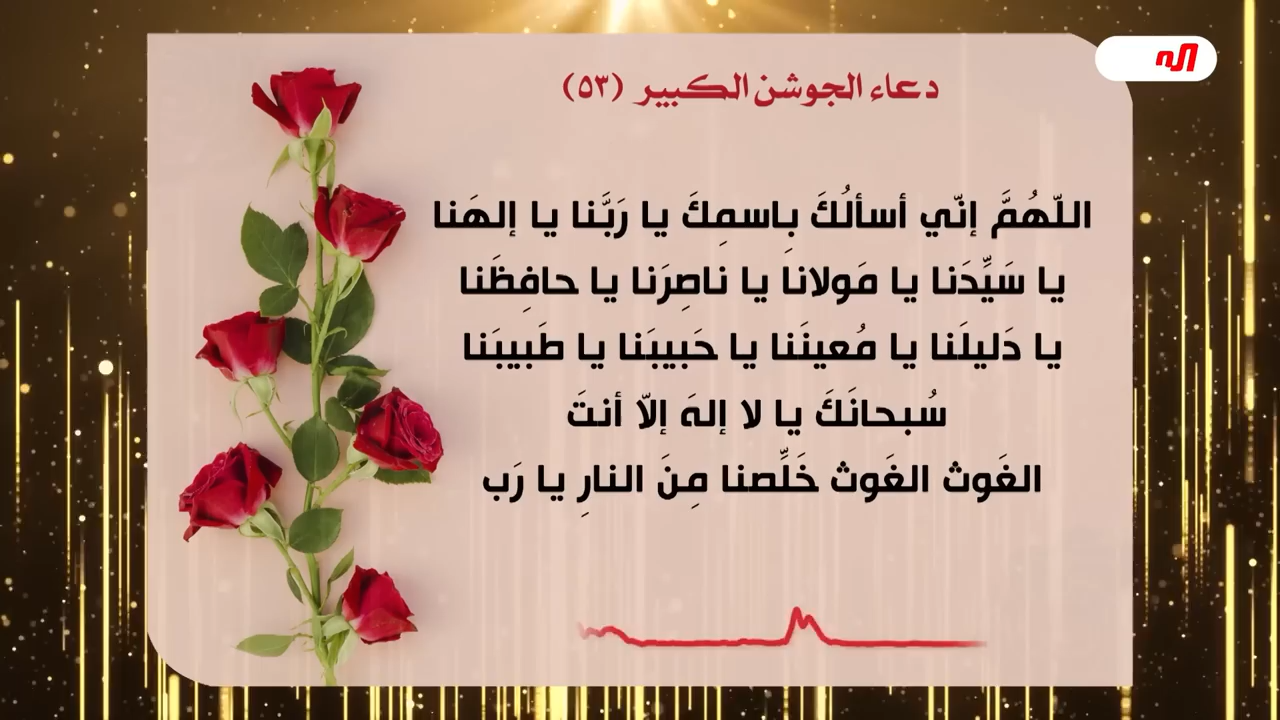 اله
دعاء الجوشن الكبير (٥٣)
اللّهُمَّ إنّي أسألُكَ بِاسمِكَ يا رَبَّنا يا إلهَنا
يا سَيِّدَنا يا مَولانا يا ناصِرَنا يا حافِظَنا
يا دَليلَنا يا مُعينَنا يا حَبيبَنا يا طَبيبَنا
سُبحانَكَ يا لا إلهَ إلاّ أنتَ
الغَوث الغَوث خَلِّصنا مِنَ النارِ يا رَب